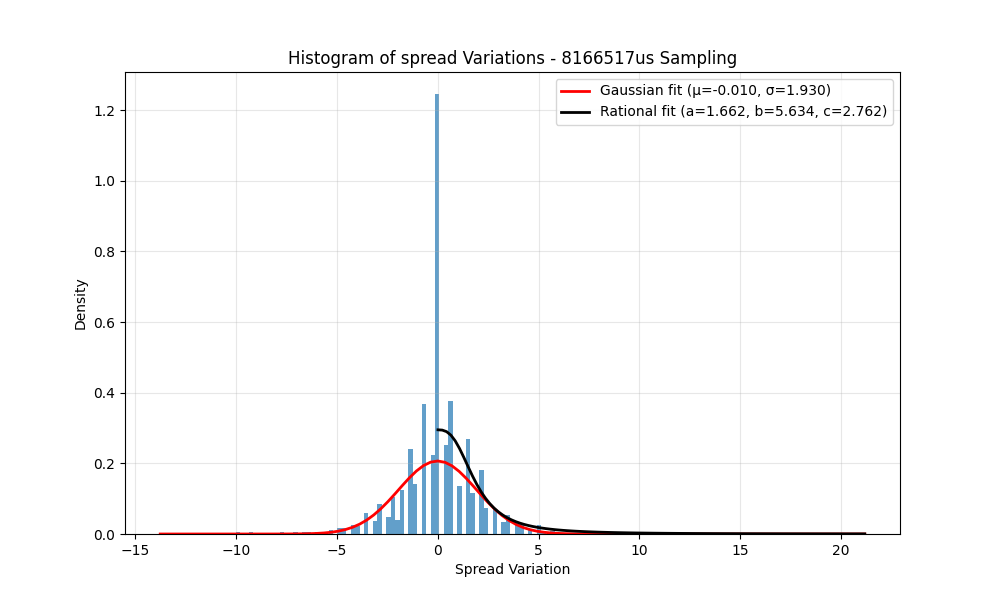 Histogram of spread Variations - 8166517us Sampling
Gaussian fit (μ=-0.010, σ=1.930)
Rational fit (a=1.662, b=5.634, c=2.762)
Density
1.2
1.0
0.8
0.6
0.4
0.2
0.0
−15 −10 −5 0 5 10 15 20
Spread Variation